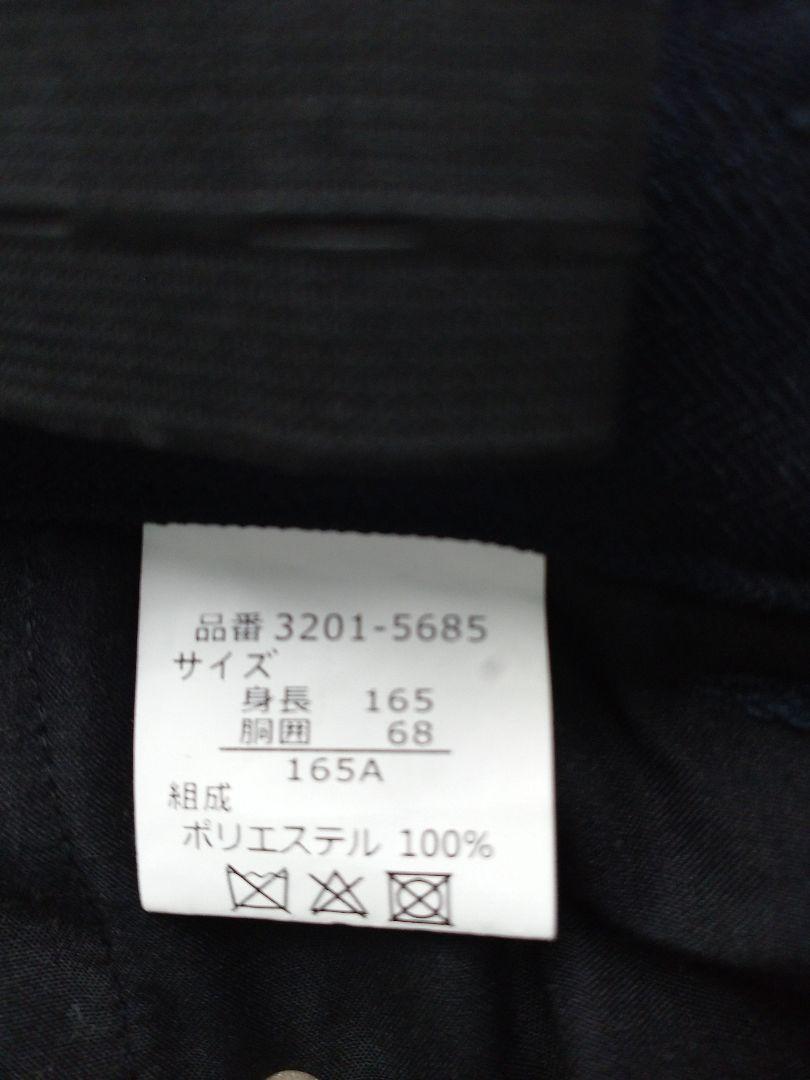 品番 3201-5685
サイズ
身長 165
胴囲 68
165A
組成
ポリエステル 100%